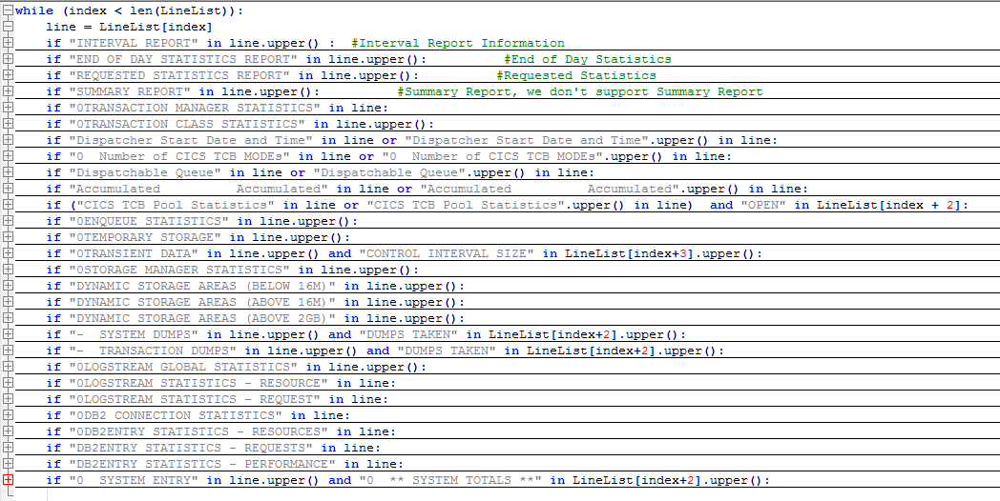 while (index < len(LineList)):
    line = LineList[index]
    if "INTERVAL REPORT" in line.upper() :  #Interval Report Information
    if "END OF DAY STATISTICS REPORT" in line.upper():          #End of Day Statistics
    if "REQUESTED STATISTICS REPORT" in line.upper():          #Requested Statistics
    if "SUMMARY REPORT" in line.upper():          #Summary Report, we don't support Summary Report
    if "0TRANSACTION MANAGER STATISTICS" in line:
    if "0TRANSACTION CLASS STATISTICS" in line.upper():
    if "Dispatcher Start Date and Time" in line or "Dispatcher Start Date and Time".upper() in line:
    if "0  Number of CICS TCB MODEs" in line or "0  Number of CICS TCB MODEs".upper() in line:
    if "Dispatchable Queue" in line or "Dispatchable Queue".upper() in line:
    if "Accumulated          Accumulated" in line or "Accumulated          Accumulated".upper() in line:
    if ("CICS TCB Pool Statistics" in line or "CICS TCB Pool Statistics".upper() in line)  and "OPEN" in LineList[index + 2]:
    if "0ENQUEUE STATISTICS" in line.upper():
    if "0TEMPORARY STORAGE" in line.upper():
    if "0TRANSIENT DATA" in line.upper() and "CONTROL INTERVAL SIZE" in LineList[index+3].upper():
    if "0STORAGE MANAGER STATISTICS" in line.upper():
    if "DYNAMIC STORAGE AREAS (BELOW 16M)" in line.upper():
    if "DYNAMIC STORAGE AREAS (ABOVE 16M)" in line.upper():
    if "DYNAMIC STORAGE AREAS (ABOVE 2GB)" in line.upper():
    if "-  SYSTEM DUMPS" in line.upper() and "DUMPS TAKEN" in LineList[index+2].upper():
    if "-  TRANSACTION DUMPS" in line.upper() and "DUMPS TAKEN" in LineList[index+2].upper():
    if "0LOGSTREAM GLOBAL STATISTICS" in line.upper():
    if "0LOGSTREAM STATISTICS - RESOURCE" in line:
    if "0LOGSTREAM STATISTICS - REQUEST" in line:
    if "0DB2 CONNECTION STATISTICS" in line:
    if "0DB2ENTRY STATISTICS - RESOURCES" in line:
    if "DB2ENTRY STATISTICS - REQUESTS" in line:
    if "DB2ENTRY STATISTICS - PERFORMANCE" in line:
    if "0  SYSTEM ENTRY" in line.upper() and "0  ** SYSTEM TOTALS **" in LineList[index+2].upper():